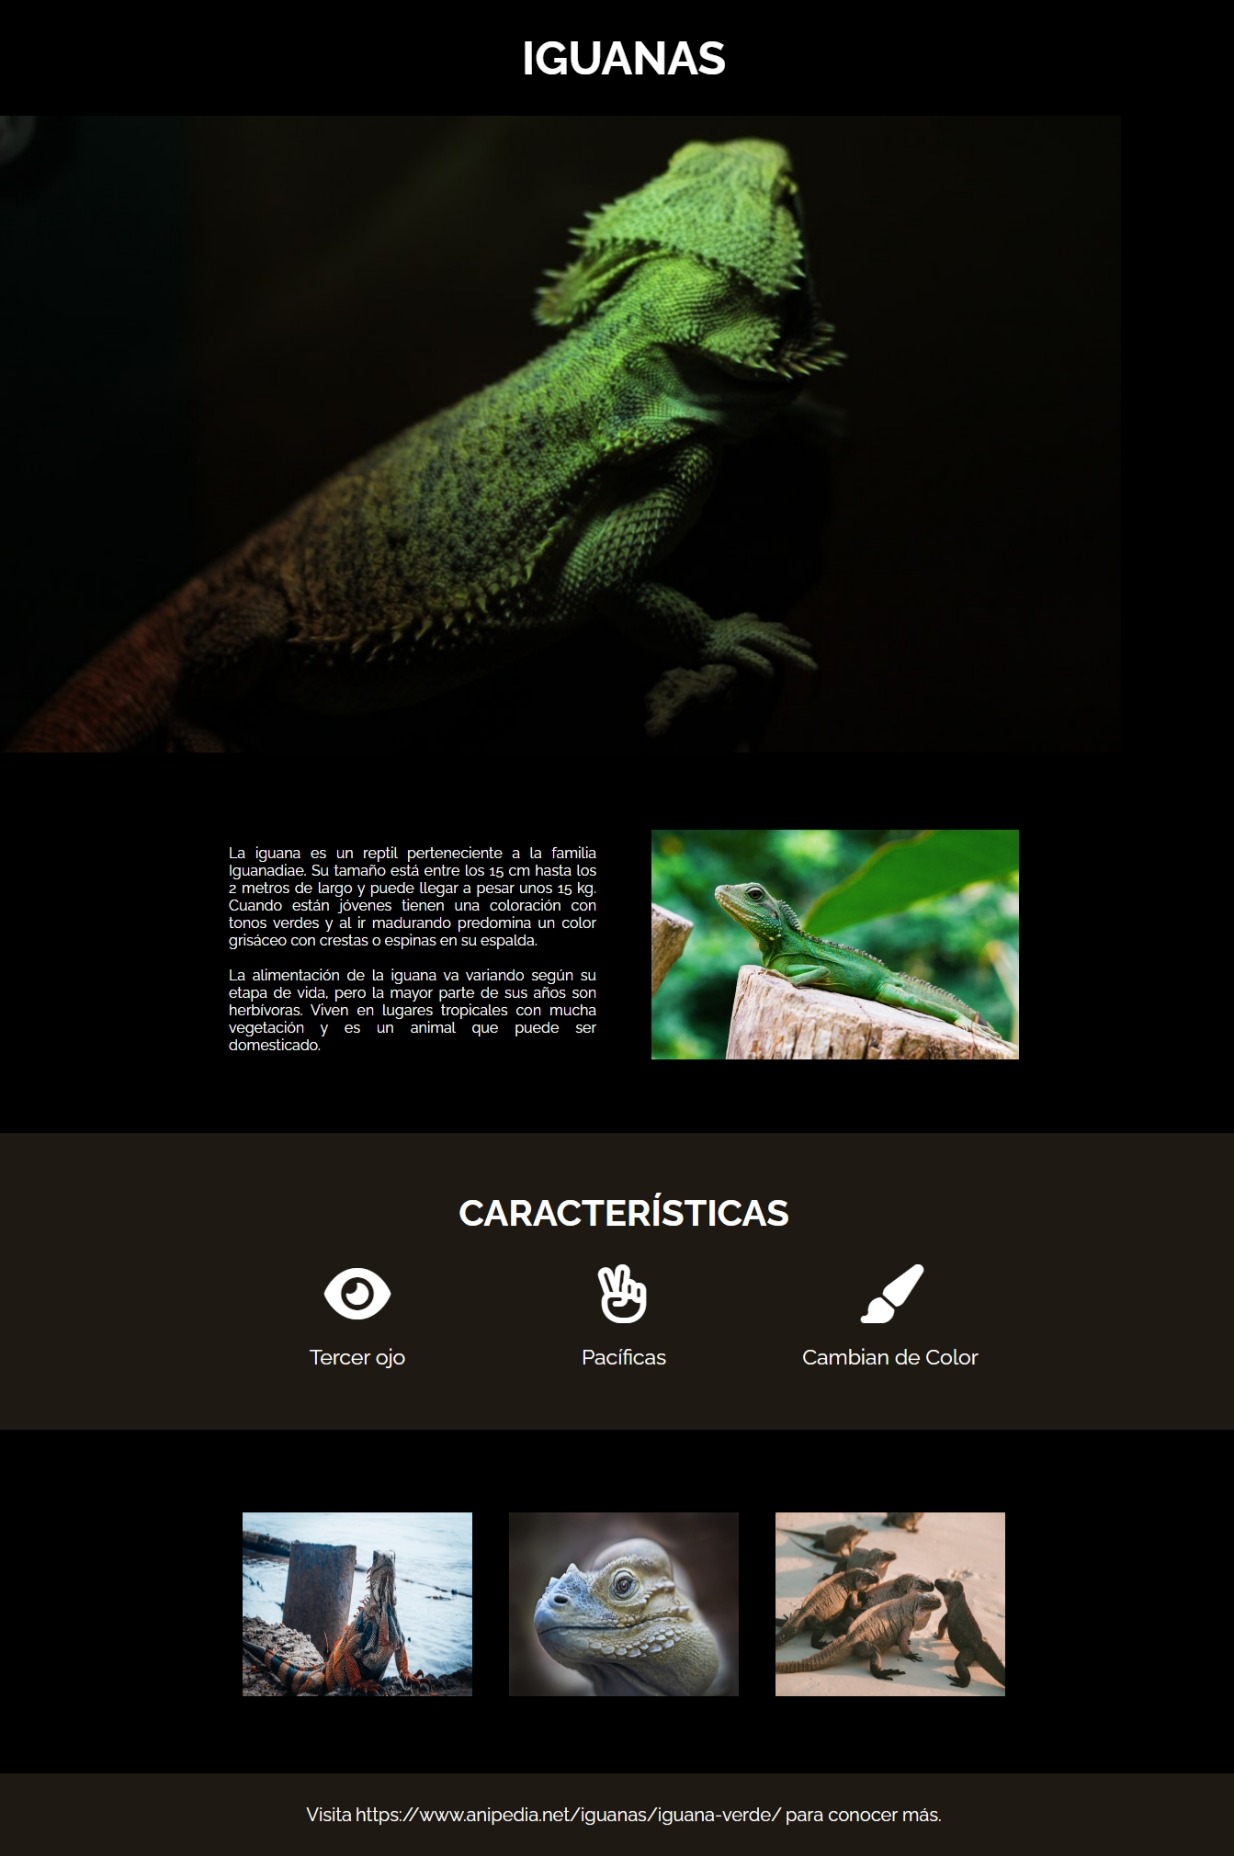 IGUANAS
La iguana es un reptil perteneciente a la familia
Iguanadiae. Su tamaño está entre los 15 cm hasta los
2 metros de largo y puede llegar a pesar unos 15 kg.
Cuando están jóvenes tienen una coloración con
tonos verdes y al ir madurando predomina un color
grisáceo con crestas o espinas en su espalda.
La alimentación de la iguana va variando según su
etapa de vida, pero la mayor parte de sus años son
herbívoras. Viven en lugares tropicales con mucha
vegetación y es un animal que puede ser
domesticado.
CARACTERÍSTICAS
Tercer ojo
Pacíficas
Cambian de Color
Visita https://www.anipedia.net/iguanas/iguana-verde/ para conocer más.